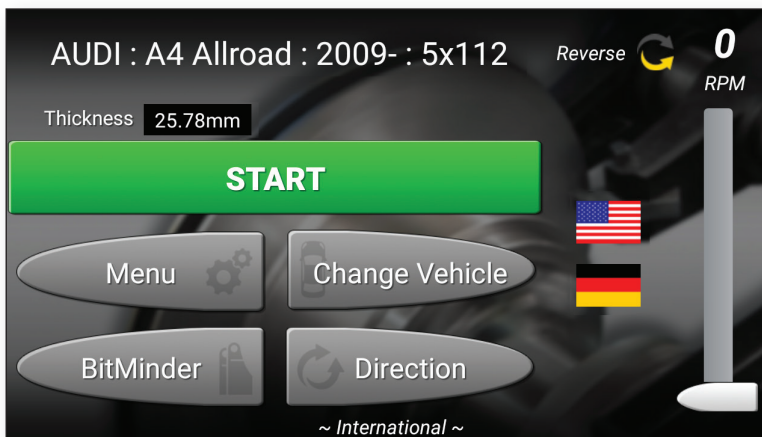 AUDI : A4 Allroad : 2009- : 5x112
Reverse
0
RPM
Thickness 25.78mm
START
Menu
Change Vehicle
BitMinder
Direction
~ International ~